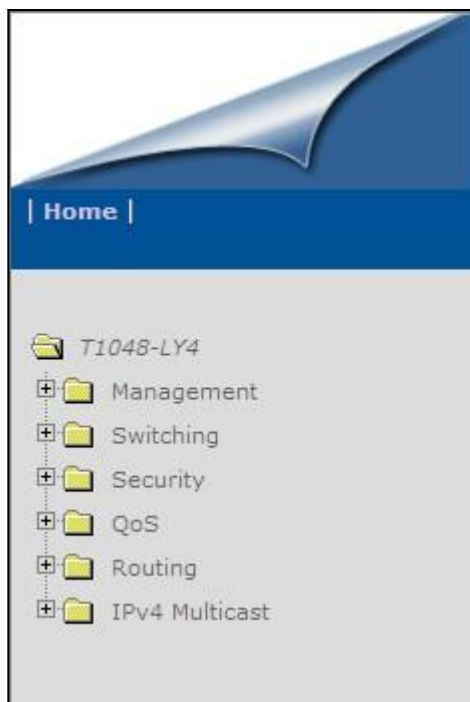 | Home |
T1048-LY4
Management
Switching
Security
QoS
Routing
IPv4 Multicast